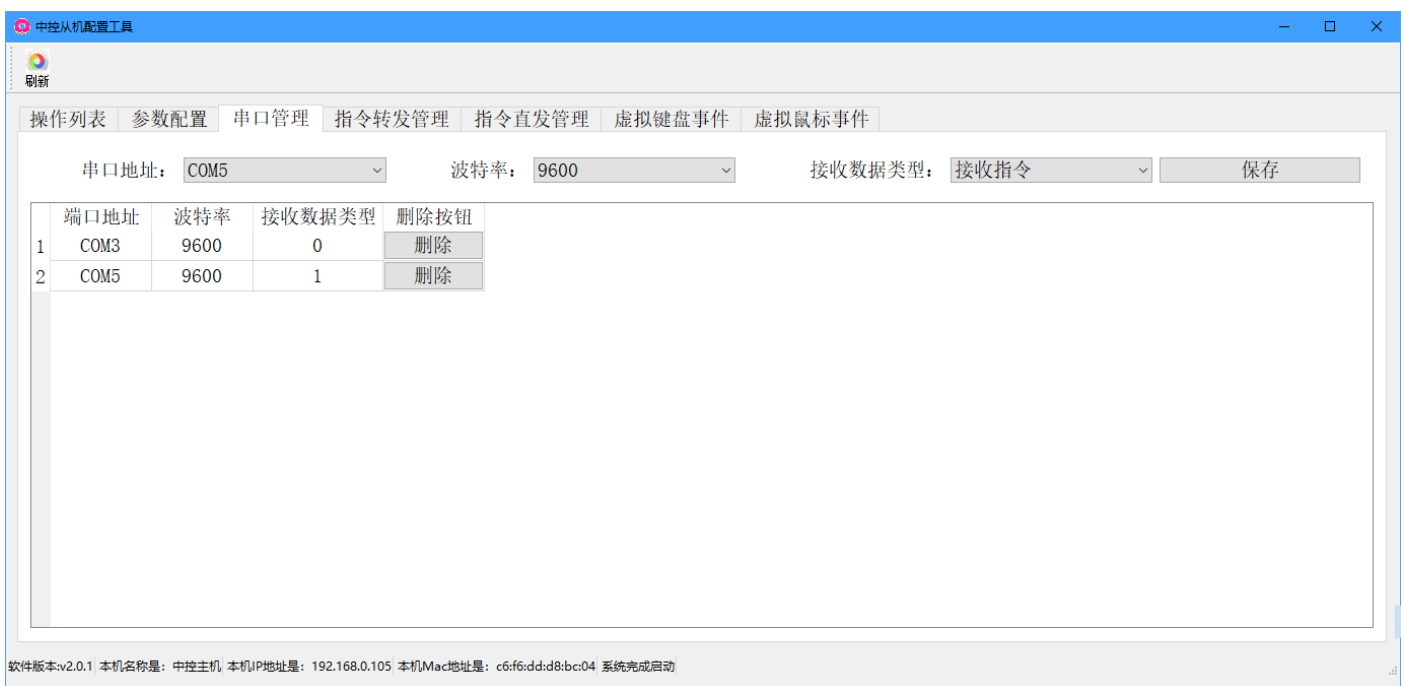 中控从机配置工具
刷新
操作列表 参数配置 串口管理 指令转发管理 指令直发管理 虚拟键盘事件 虚拟鼠标事件
串口地址： COM5 波特率： 9600 接收数据类型： 接收指令 保存
端口地址 波特率 接收数据类型 删除按钮
1 COM3 9600 0 删除
2 COM5 9600 1 删除
软件版本:v2.0.1 本机名称是：中控主机 本机IP地址是：192.168.0.105 本机Mac地址是：c6:f6:dd:d8:bc:04 系统完成启动